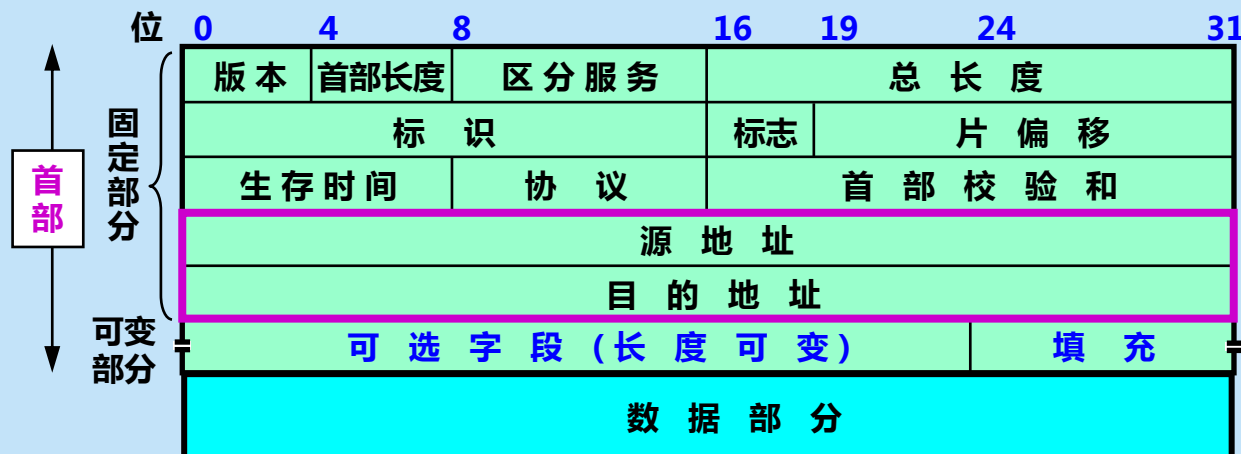 位 0 4 8 16 19 24 31
版本 首部长度 区分服务 总长度
标识 标志 片偏移
生存时间 协议 首部校验和
源地址
目的地址
可选字段(长度可变) 填充
数据部分
首部
固定部分
可变部分